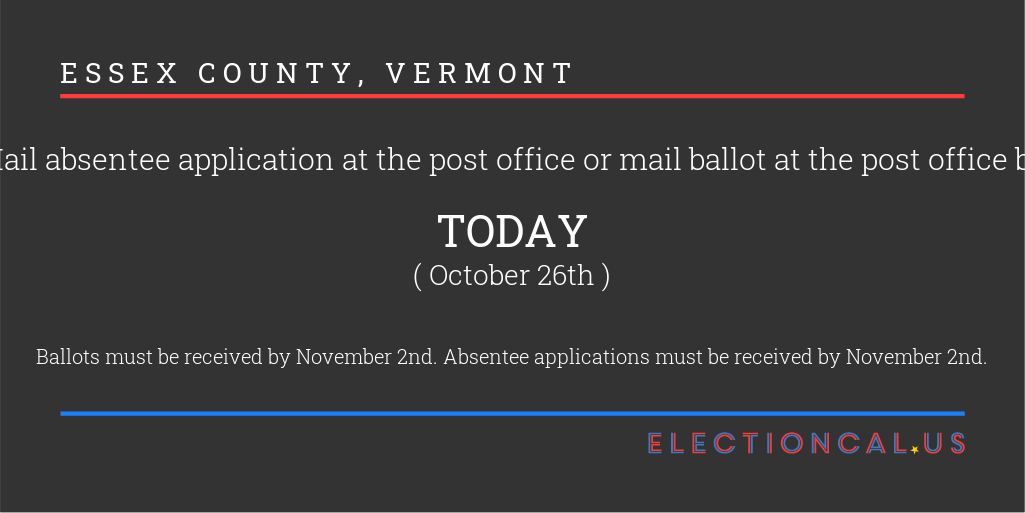 ESSEX COUNTY, VERMONT
ail absentee application at the post office or mail ballot at the post office b
TODAY
( October 26th )
Ballots must be received by November 2nd. Absentee applications must be received by November 2nd.
ELECTIONCAL.US